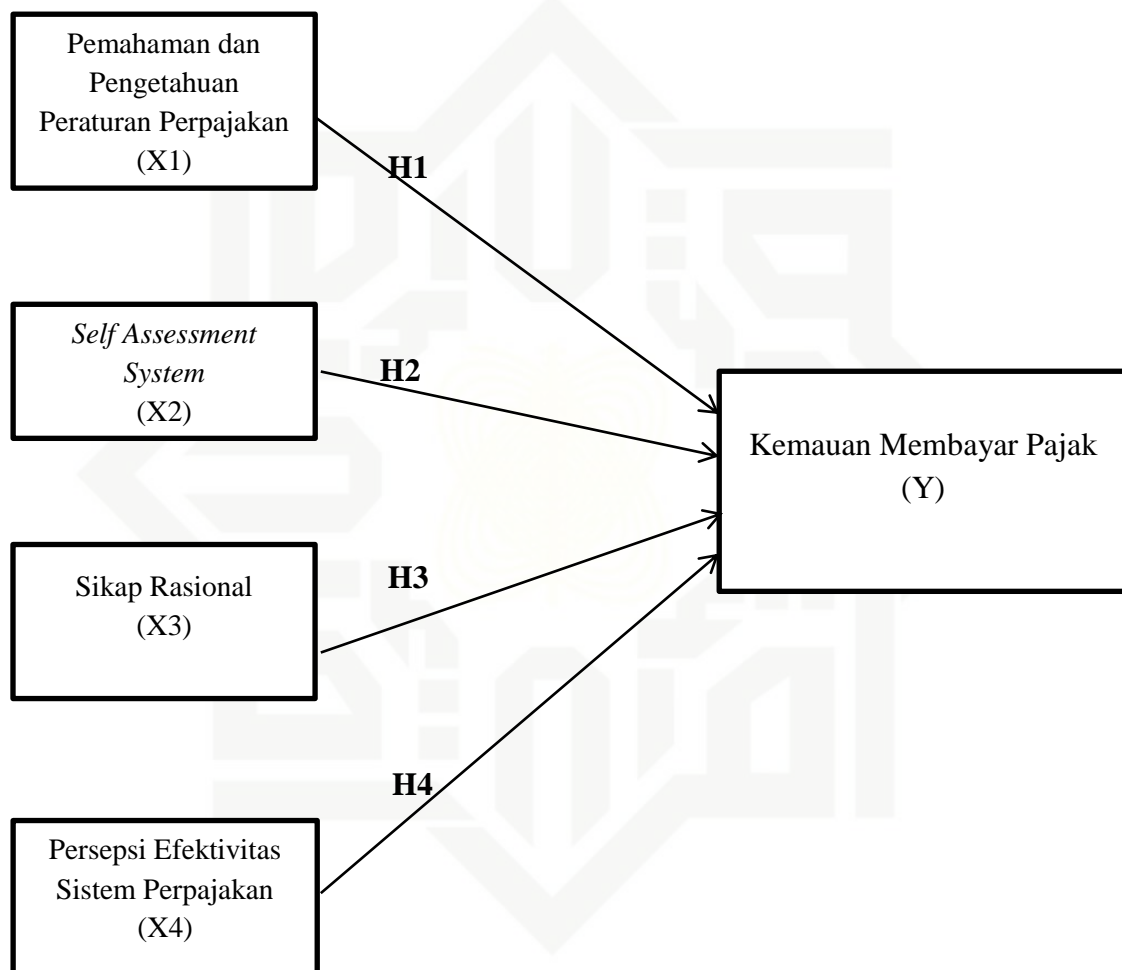 Pemahaman dan
Pengetahuan
Peraturan Perpajakan
(X1)
H1
Self Assessment
System
(X2)
H2
Kemauan Membayar Pajak
(Y)
Sikap Rasional
(X3)
H3
H4
Persepsi Efektivitas
Sistem Perpajakan
(X4)